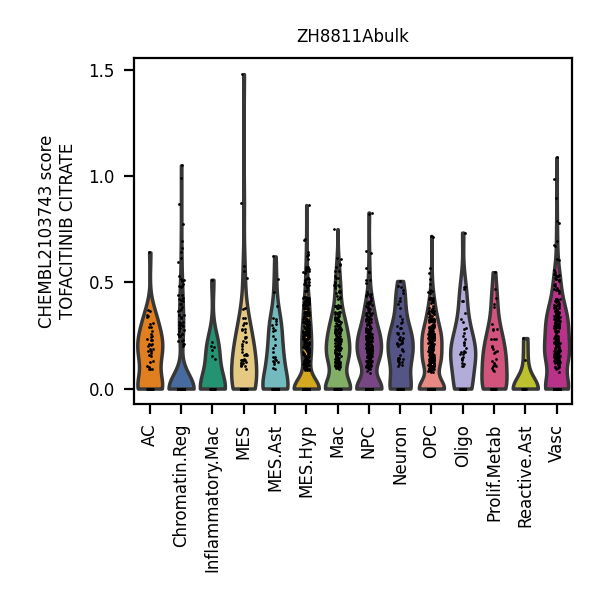 ZH8811Abulk
CHEMBL2103743 score
TOFACITINIB CITRATE
1.5
1.0
0.5
0.0
AC
Chromatin.Reg
Inflammatory.Mac
MES
MES.Ast
MES.Hyp
Mac
NPC
Neuron
OPC
Oligo
Prolif.Metab
Reactive.Ast
Vasc